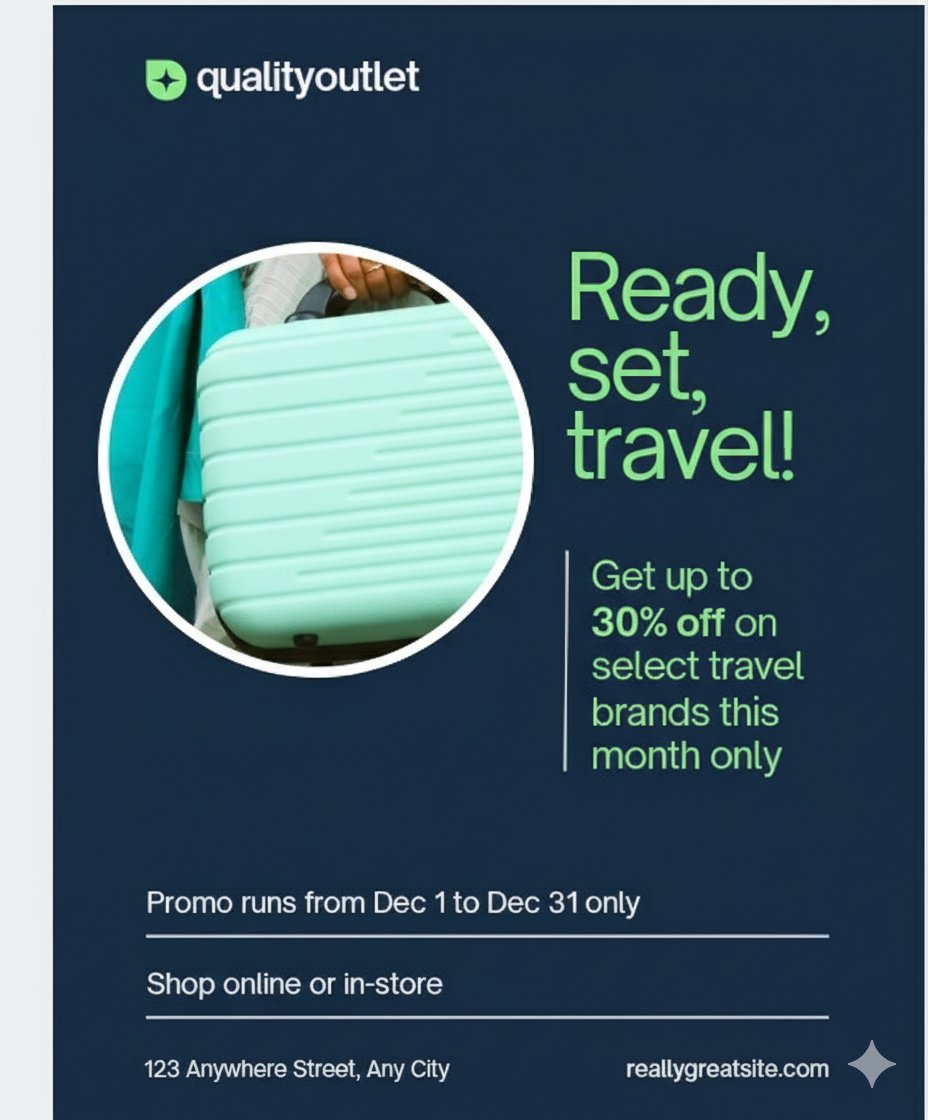 qualityoutlet
Ready,
set,
travel!
Get up to
30% off on
select travel
brands this
month only
Promo runs from Dec 1 to Dec 31 only
Shop online or in-store
123 Anywhere Street, Any City
reallygreatsite.com